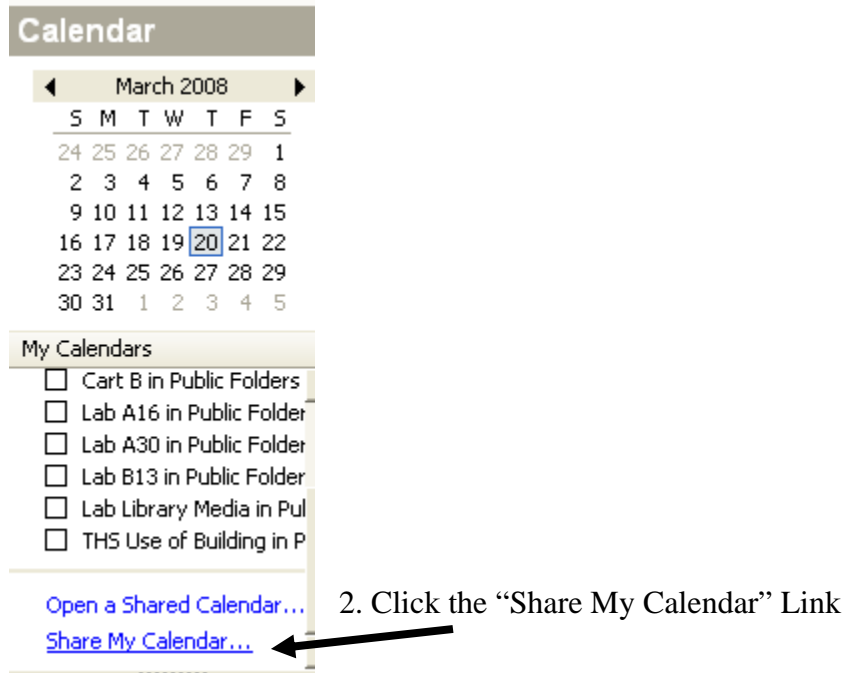 Calendar
March 2008
S M T W T F S
24 25 26 27 28 29 1
2 3 4 5 6 7 8
9 10 11 12 13 14 15
16 17 18 19 20 21 22
23 24 25 26 27 28 29
30 31 1 2 3 4 5
My Calendars
Cart B in Public Folders
Lab A16 in Public Folder
Lab A30 in Public Folder
Lab B13 in Public Folder
Lab Library Media in Pul
THS Use of Building in P
Open a Shared Calendar...
Share My Calendar...
2. Click the “Share My Calendar” Link